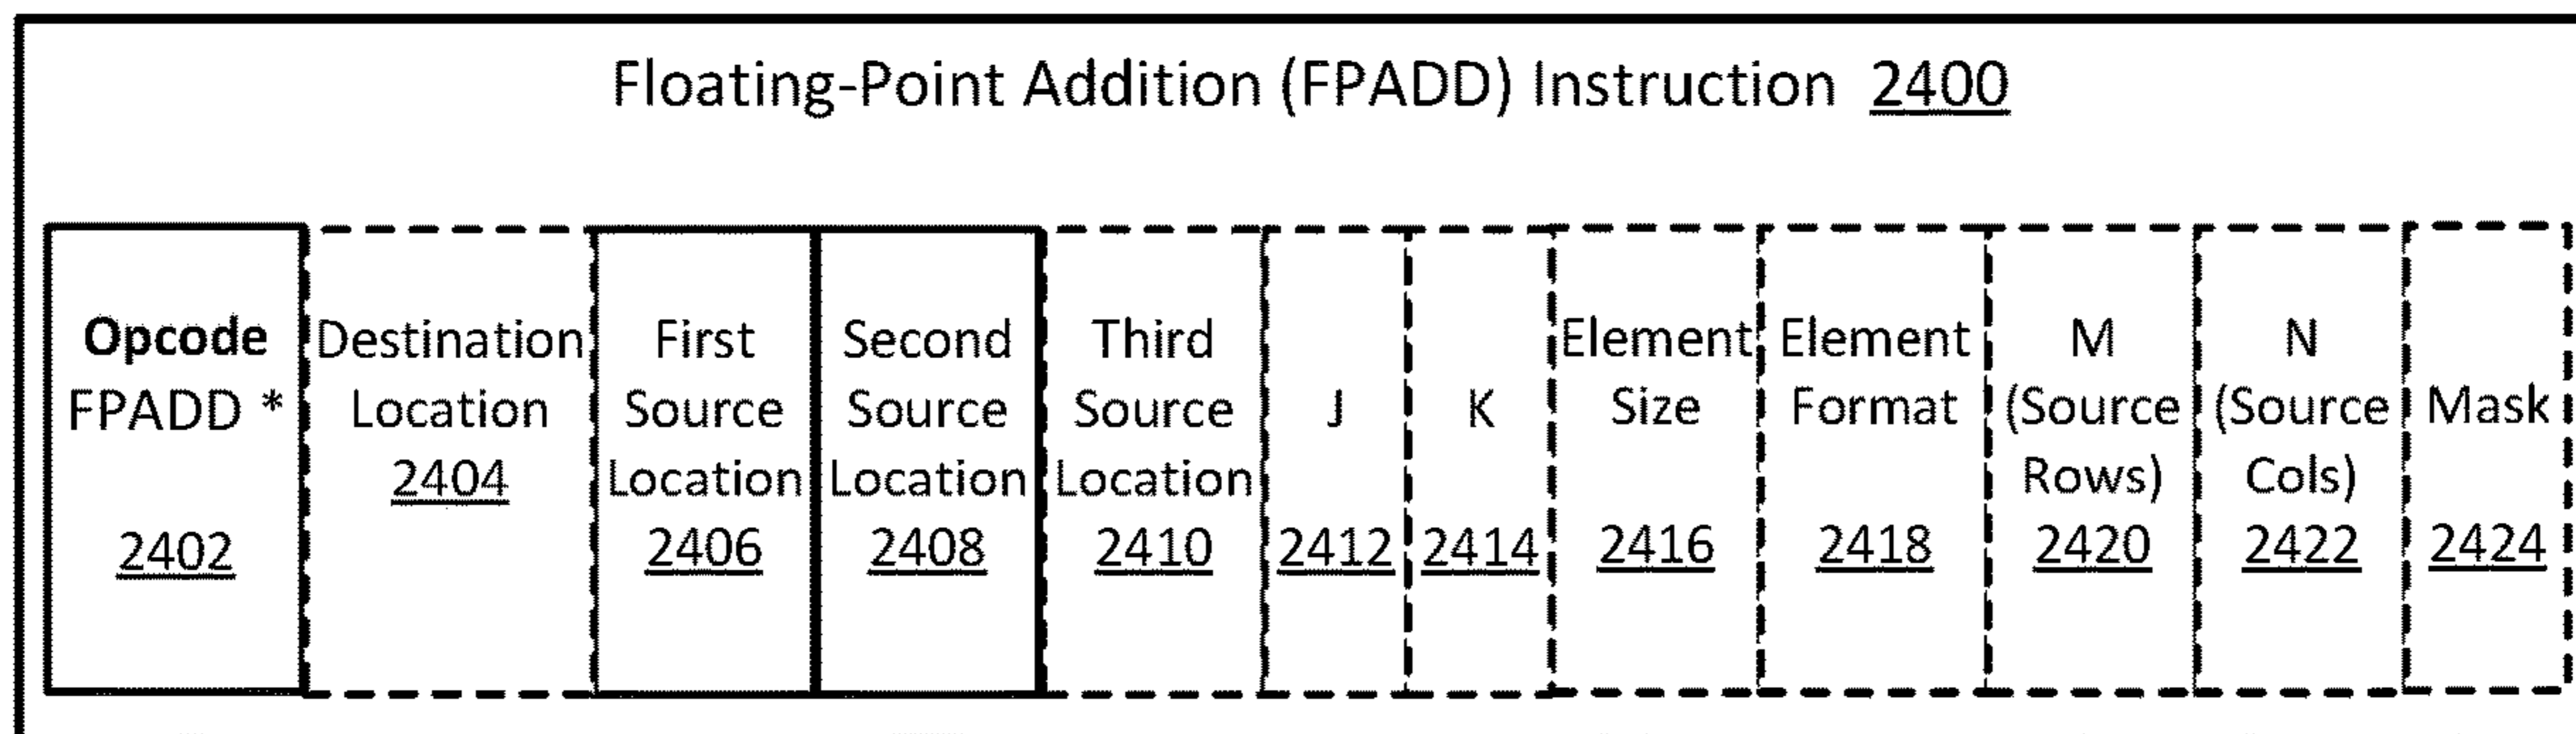 Floating-Point Addition (FPADD) Instruction 2400
Opcode
FPADD *
2402
Destination
Location
2404
First
Source
Location
2406
Second
Source
Location
2408
Third
Source
Location
2410
J
2412
K
2414
Element
Size
2416
Element
Format
2418
M
(Source
Rows)
2420
N
(Source
Cols)
2422
Mask
2424